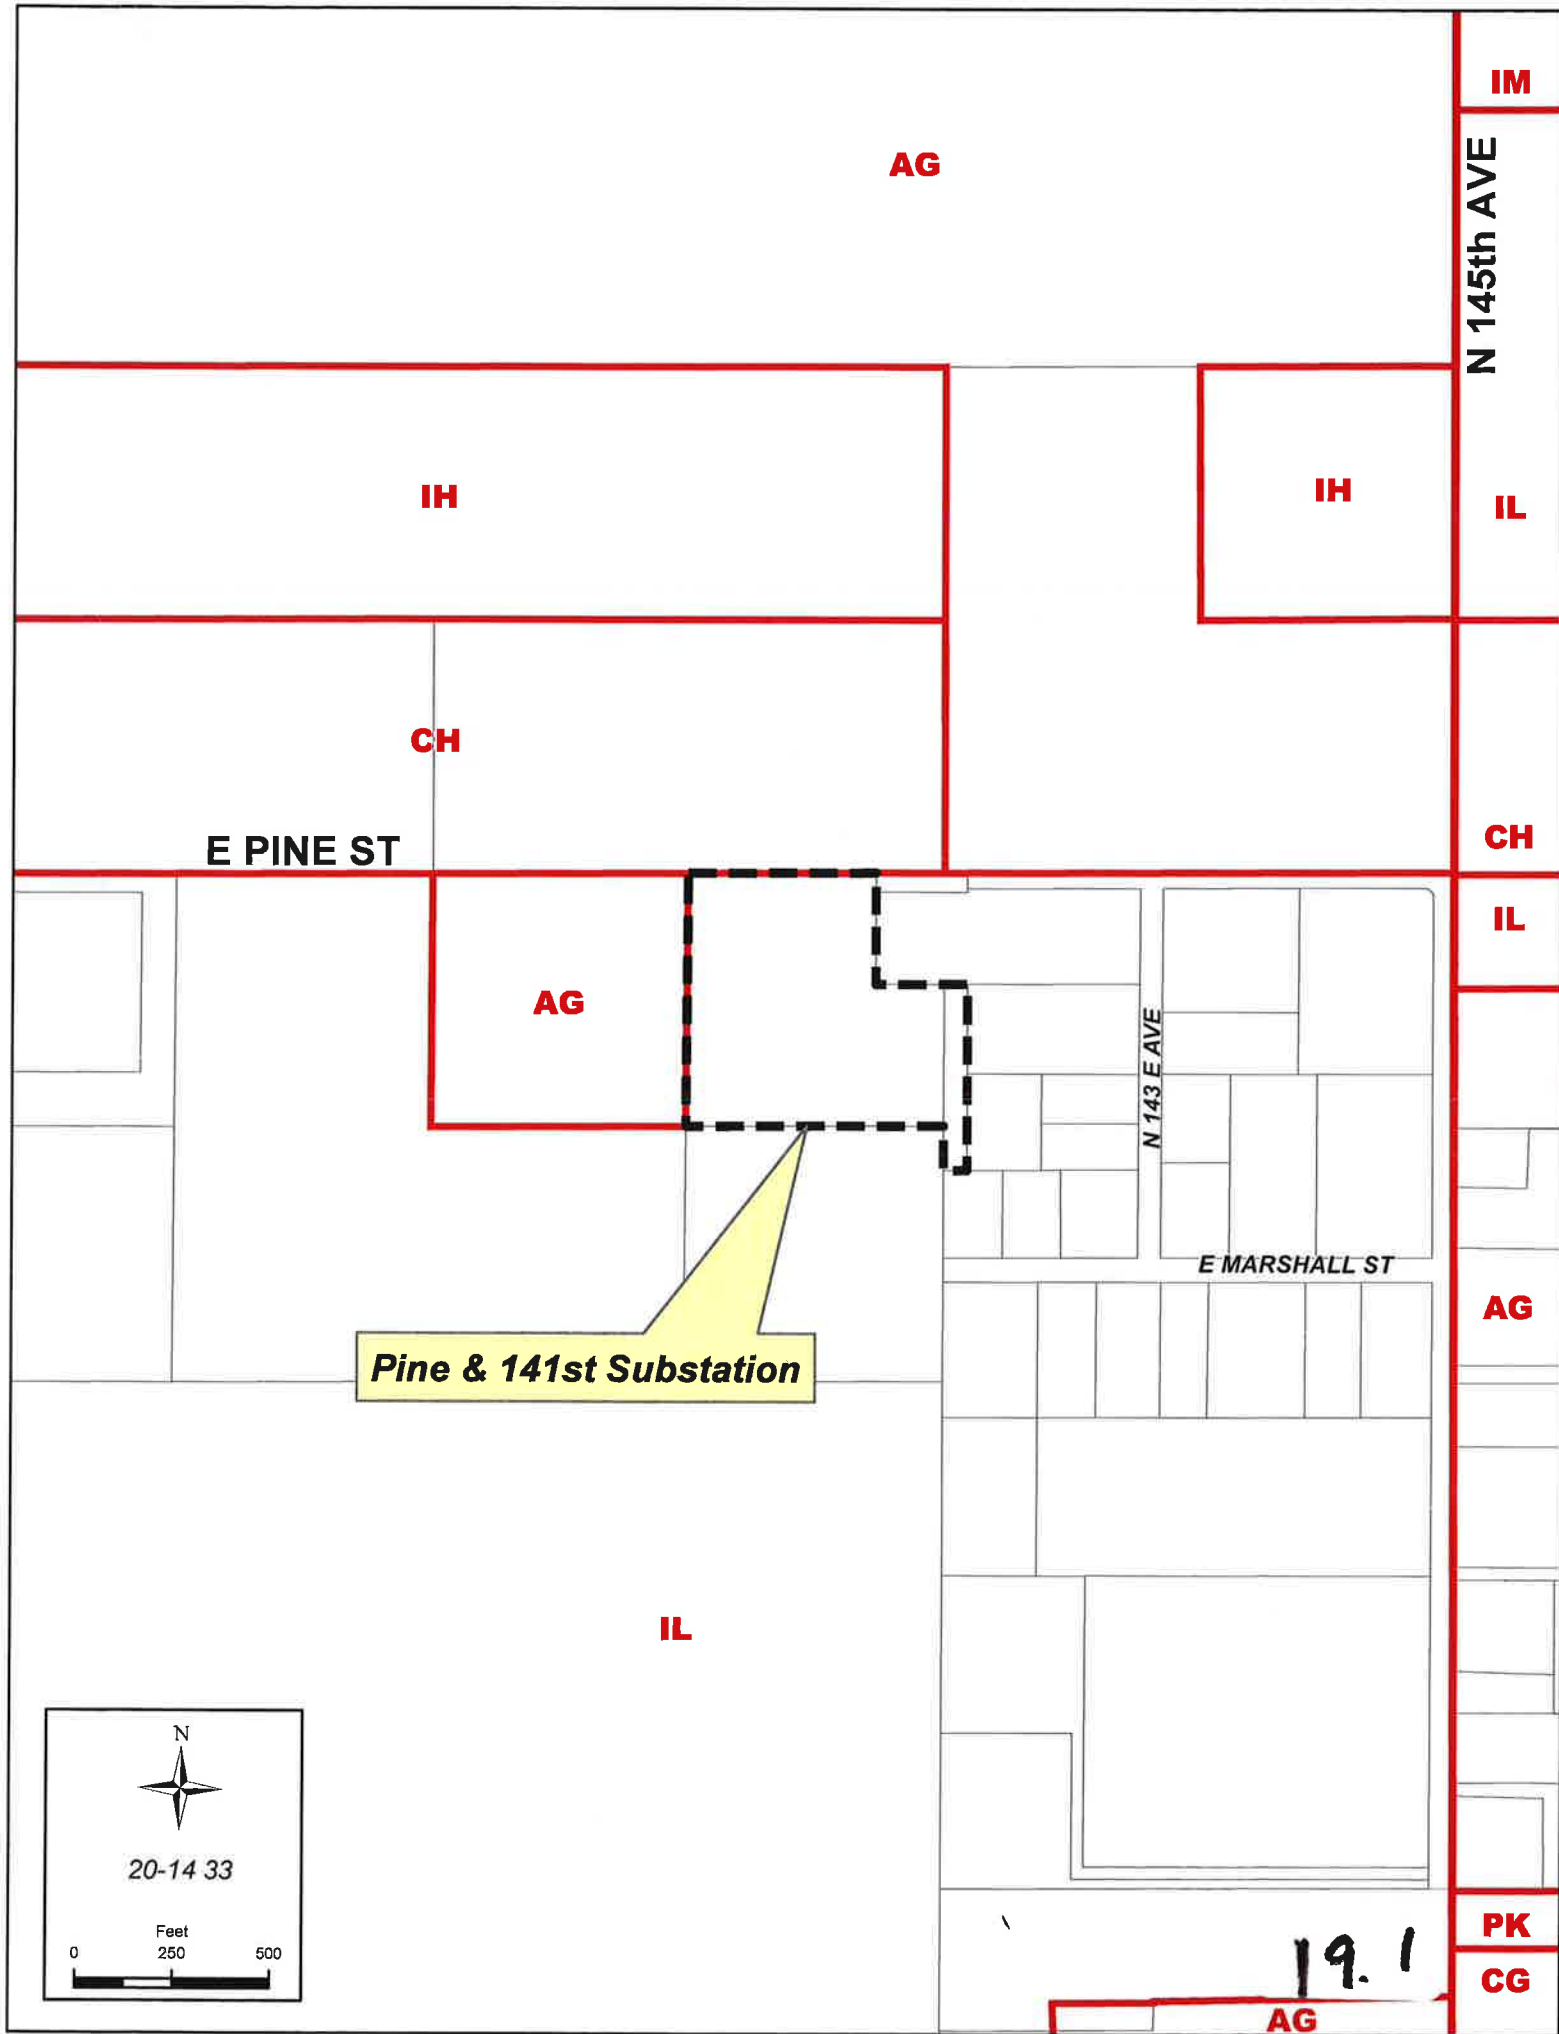 IM
AG
N 145th AVE
IH
IH
IL
CH
CH
E PINE ST
IL
AG
N 143 E AVE
E MARSHALL ST
AG
Pine & 141st Substation
IL
N
20-14 33
Feet
0 250 500
PK
19.1
CG
AG